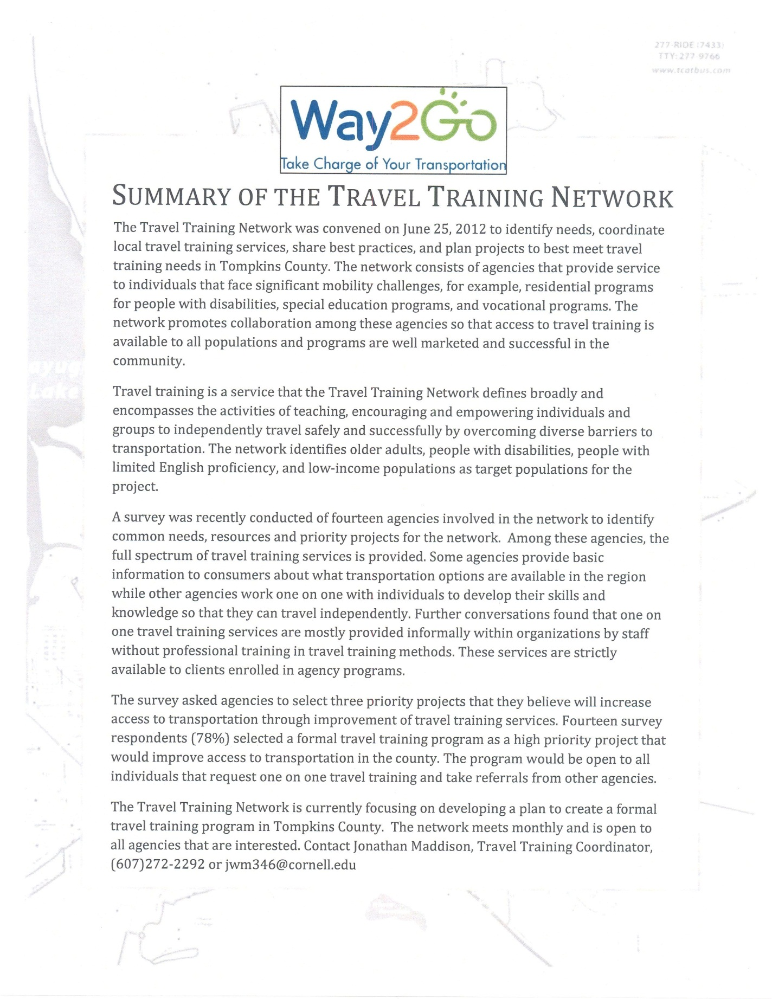 277-RIDE (7433)
TTY: 277 9766
www.tcatbus.com
Way2Go
Take Charge of Your Transportation
SUMMARY OF THE TRAVEL TRAINING NETWORK
The Travel Training Network was convened on June 25, 2012 to identify needs, coordinate
local travel training services, share best practices, and plan projects to best meet travel
training needs in Tompkins County. The network consists of agencies that provide service
to individuals that face significant mobility challenges, for example, residential programs
for people with disabilities, special education programs, and vocational programs. The
network promotes collaboration among these agencies so that access to travel training is
available to all populations and programs are well marketed and successful in the
community.
ayug
Lake
Travel training is a service that the Travel Training Network defines broadly and
encompasses the activities of teaching, encouraging and empowering individuals and
groups to independently travel safely and successfully by overcoming diverse barriers to
transportation. The network identifies older adults, people with disabilities, people with
limited English proficiency, and low-income populations as target populations for the
project.
A survey was recently conducted of fourteen agencies involved in the network to identify
common needs, resources and priority projects for the network.  Among these agencies, the
full spectrum of travel training services is provided. Some agencies provide basic
information to consumers about what transportation options are available in the region
while other agencies work one on one with individuals to develop their skills and
knowledge so that they can travel independently. Further conversations found that one on
one travel training services are mostly provided informally within organizations by staff
without professional training in travel training methods. These services are strictly
available to clients enrolled in agency programs.
The survey asked agencies to select three priority projects that they believe will increase
access to transportation through improvement of travel training services. Fourteen survey
respondents (78%) selected a formal travel training program as a high priority project that
would improve access to transportation in the county. The program would be open to all
individuals that request one on one travel training and take referrals from other agencies.
The Travel Training Network is currently focusing on developing a plan to create a formal
travel training program in Tompkins County.  The network meets monthly and is open to
all agencies that are interested. Contact Jonathan Maddison, Travel Training Coordinator,
(607)272-2292 or jwm346@cornell.edu